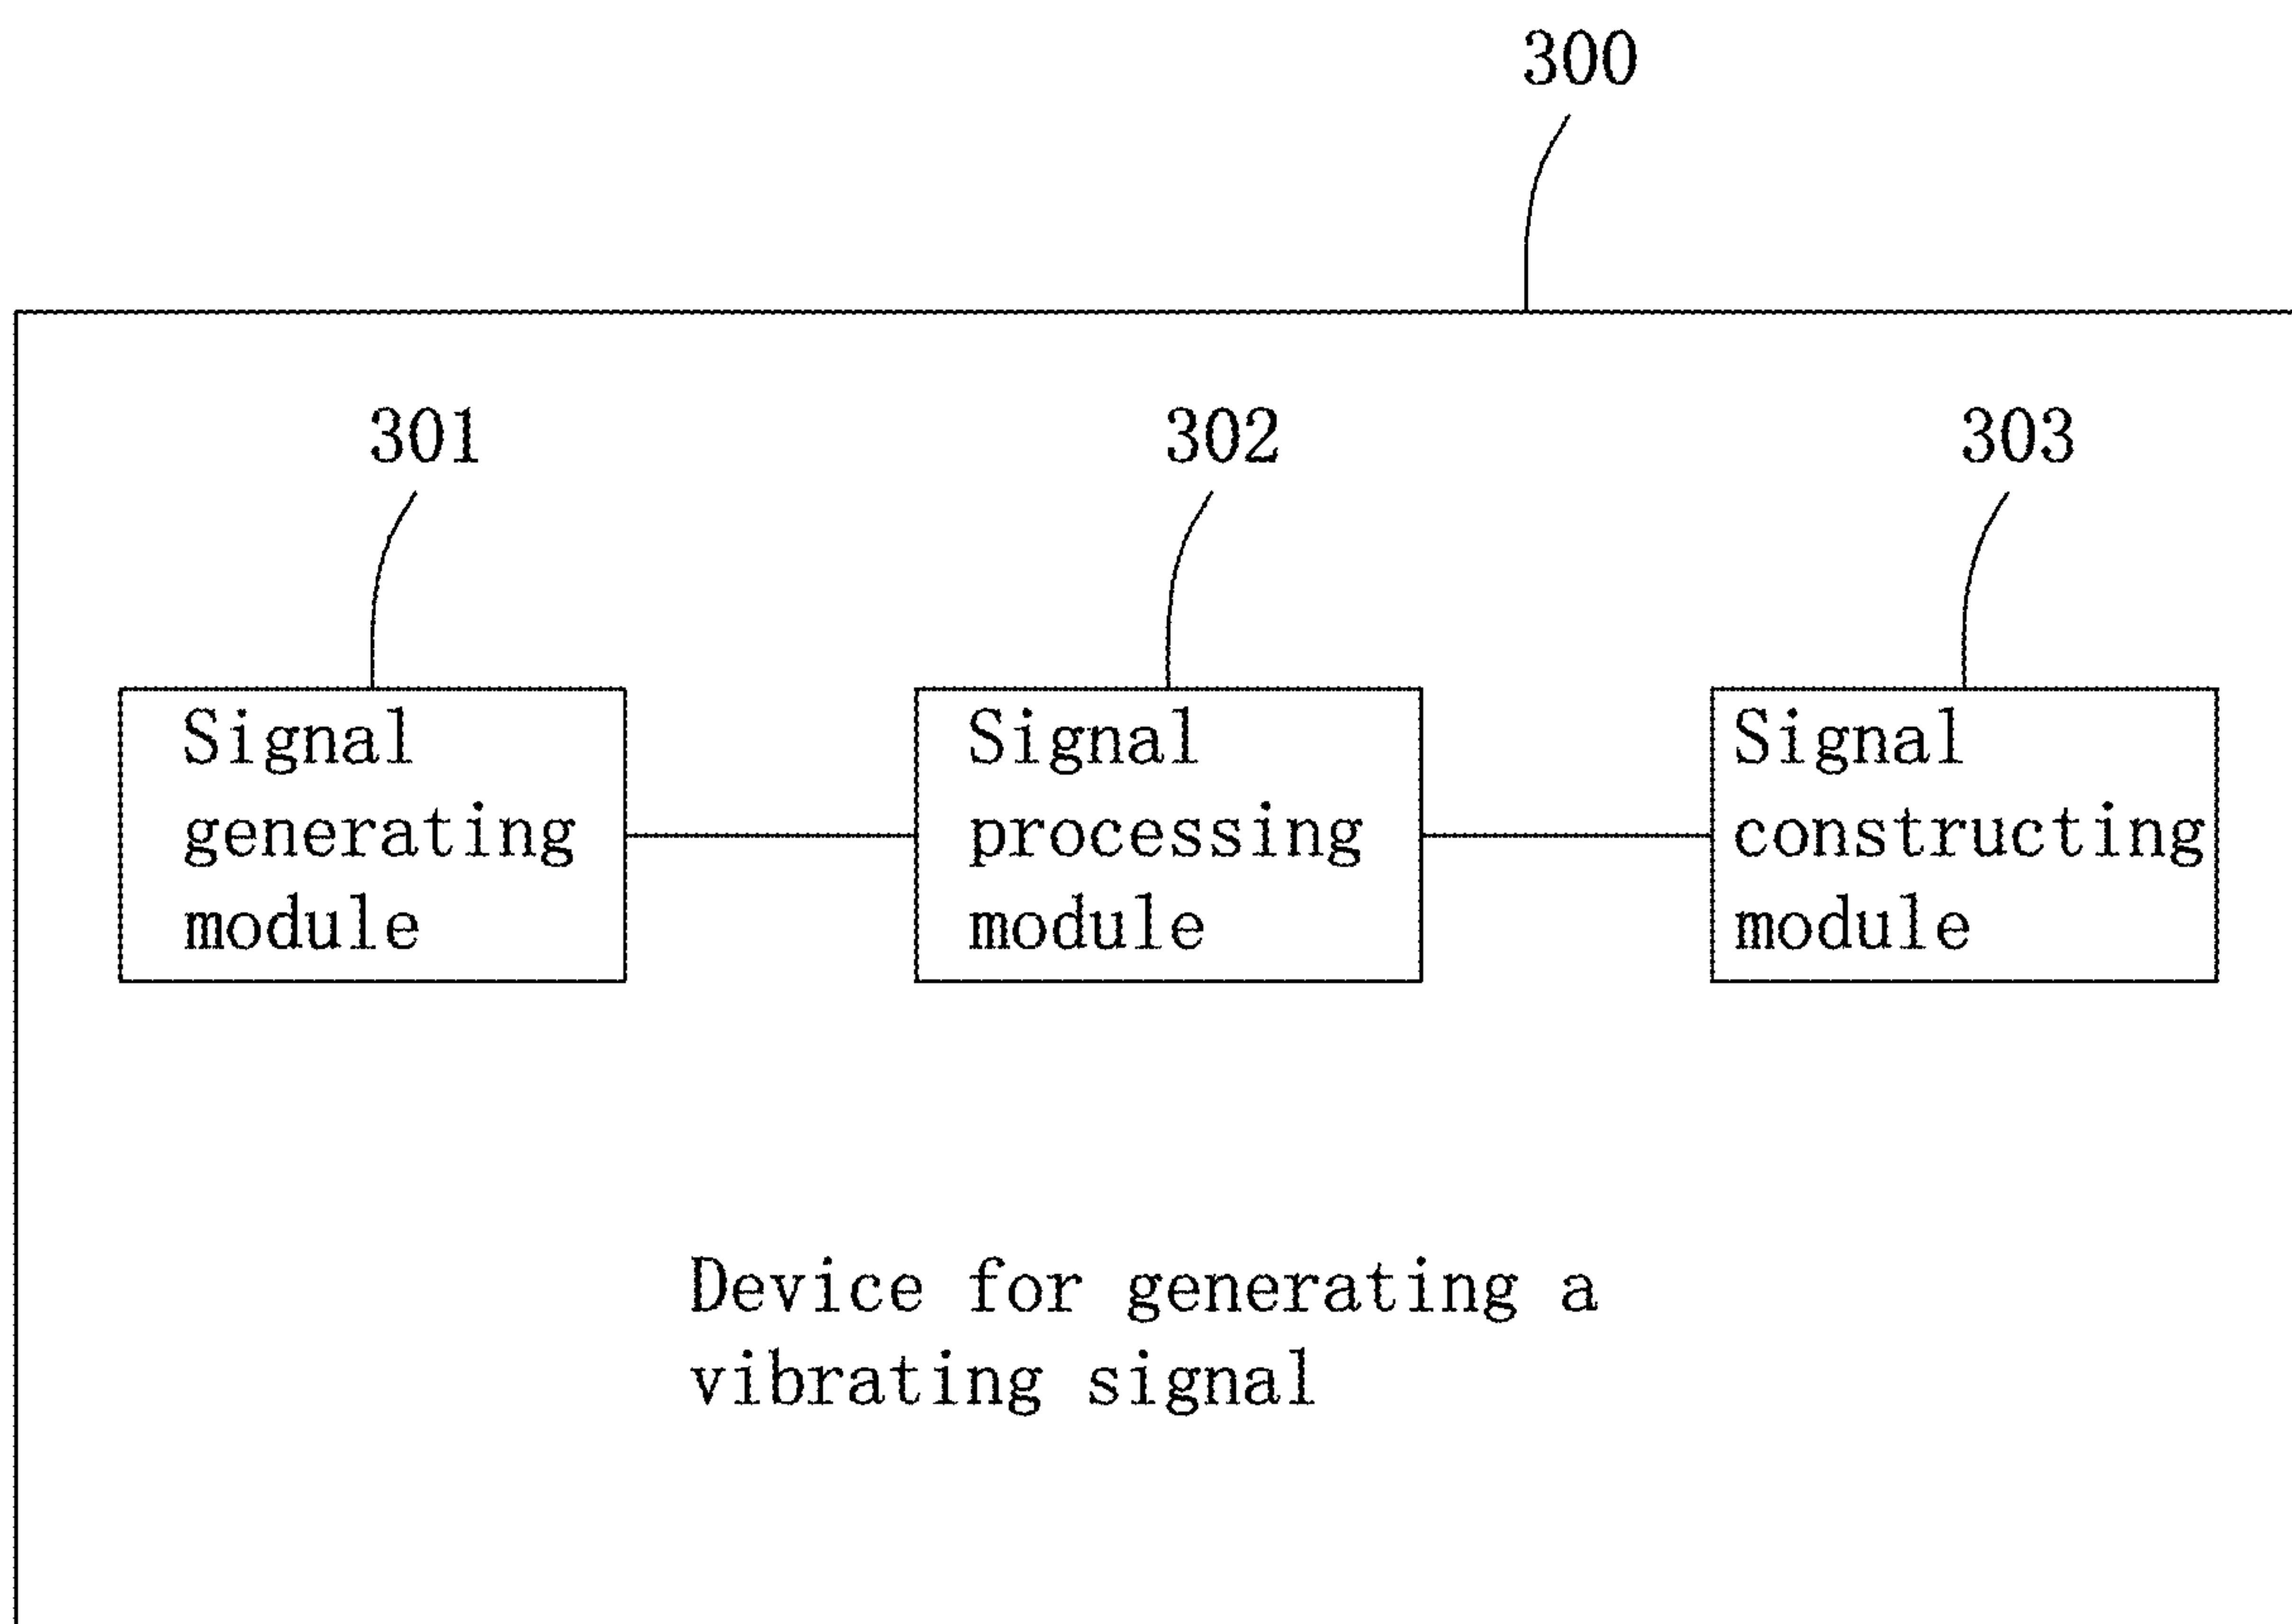 300
301
302
303
Signal
generating
module
Signal
processing
module
Signal
constructing
module
Device for generating a
vibrating signal